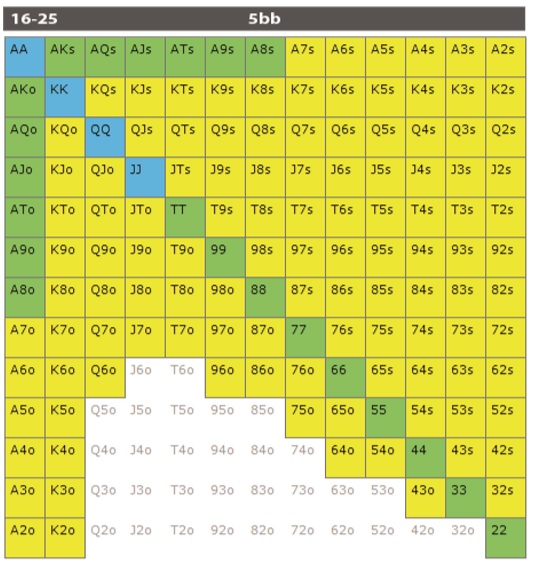 16-25 5bb
AA AKs AQs AJs ATs A9s A8s A7s A6s A5s A4s A3s A2s
AKo KK KQs KJs KTs K9s K8s K7s K6s K5s K4s K3s K2s
AQo KQo QQ QJs QTs Q9s Q8s Q7s Q6s Q5s Q4s Q3s Q2s
AJo KJo QJo JJ JTs J9s J8s J7s J6s J5s J4s J3s J2s
ATo KTo QTo JTo TT T9s T8s T7s T6s T5s T4s T3s T2s
A9o K9o Q9o J9o T9o 99 98s 97s 96s 95s 94s 93s 92s
A8o K8o Q8o J8o T8o 98o 88 87s 86s 85s 84s 83s 82s
A7o K7o Q7o J7o T7o 97o 87o 77 76s 75s 74s 73s 72s
A6o K6o Q6o J6o T6o 96o 86o 76o 66 65s 64s 63s 62s
A5o K5o Q5o J5o T5o 95o 85o 75o 65o 55 54s 53s 52s
A4o K4o Q4o J4o T4o 94o 84o 74o 64o 54o 44 43s 42s
A3o K3o Q3o J3o T3o 93o 83o 73o 63o 53o 43o 33 32s
A2o K2o Q2o J2o T2o 92o 82o 72o 62o 52o 42o 32o 22